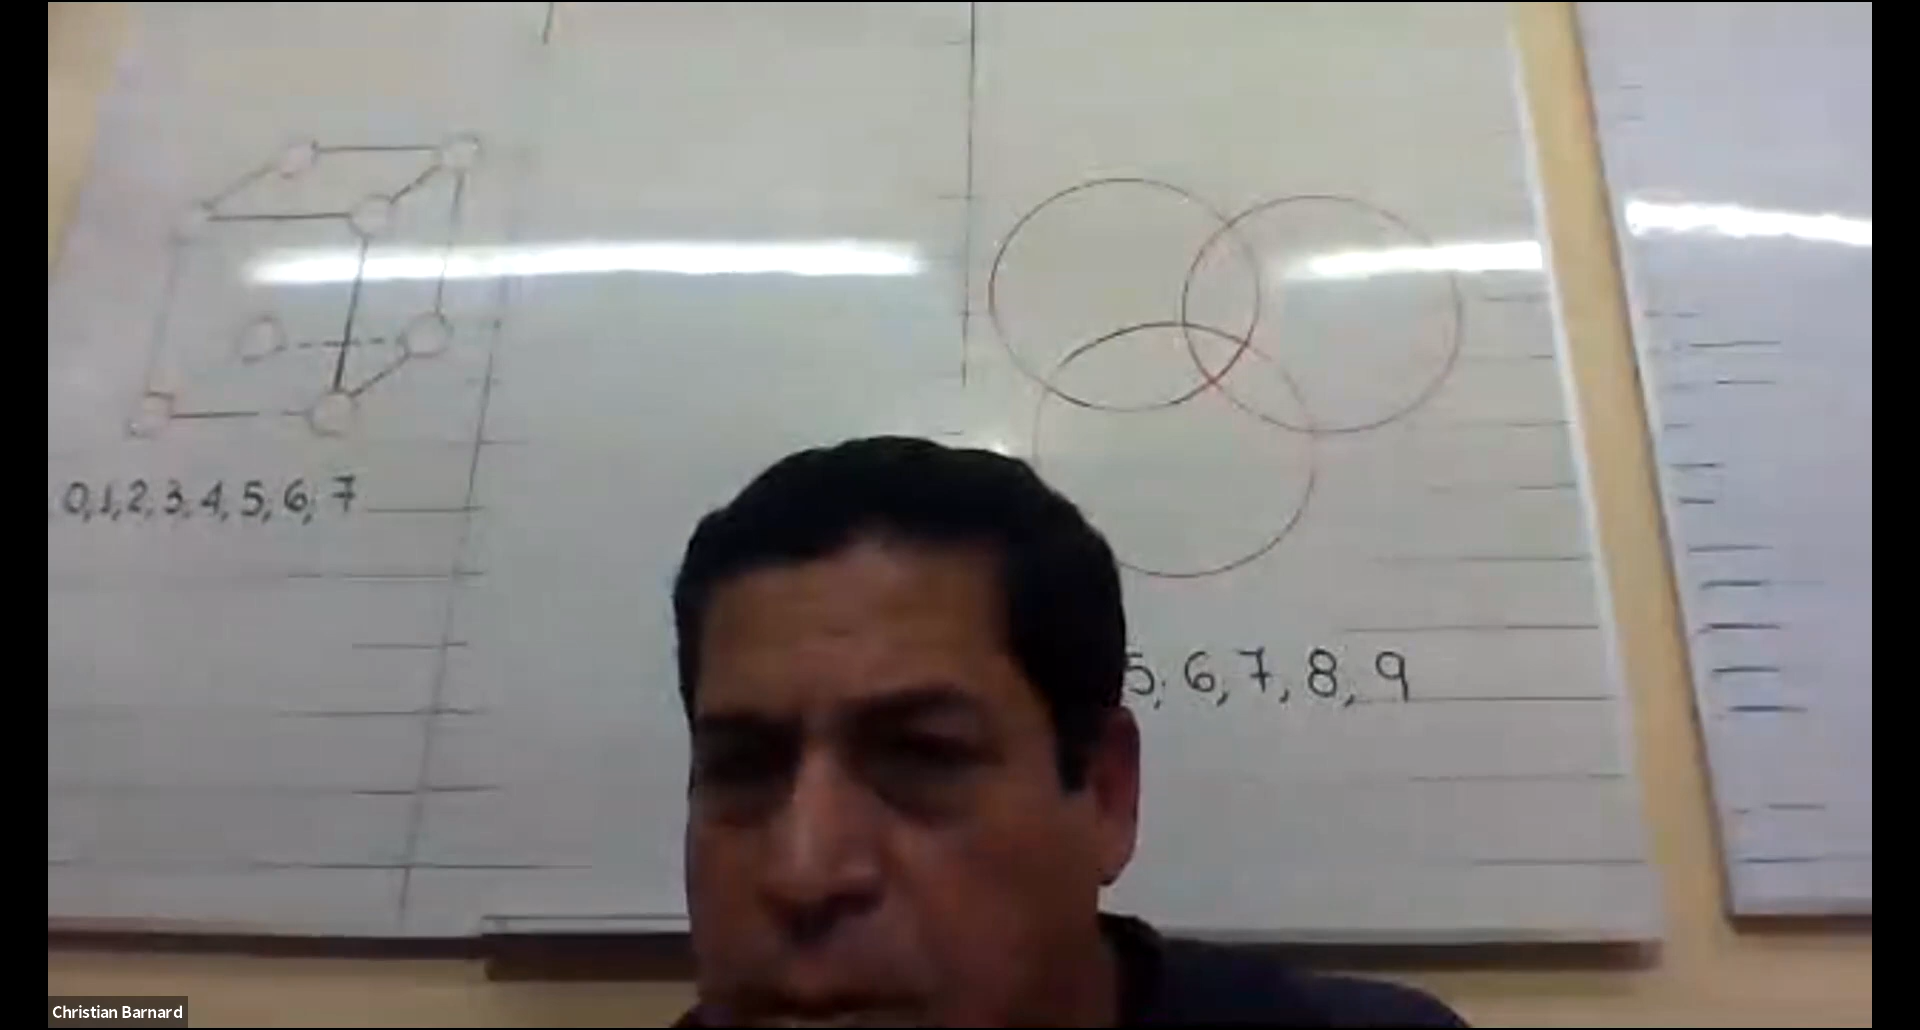 0, 1, 2, 3, 4, 5, 6, 7
5, 6, 7, 8, 9
Christian Barnard